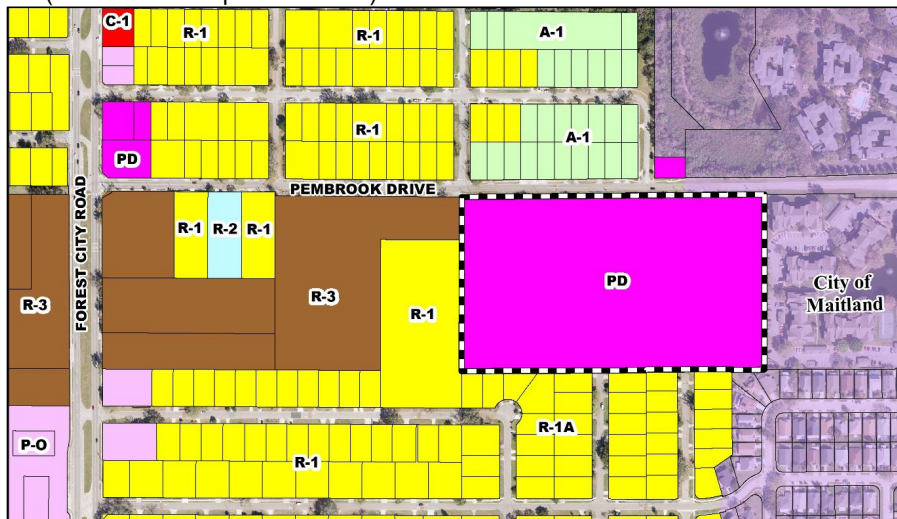 C-1
R-1
R-1
A-1
PD
R-1
A-1
PEMBROOK DRIVE
FOREST CITY ROAD
R-1
R-2
R-1
R-3
R-3
R-1
PD
City of
Maitland
P-O
R-1
R-1A